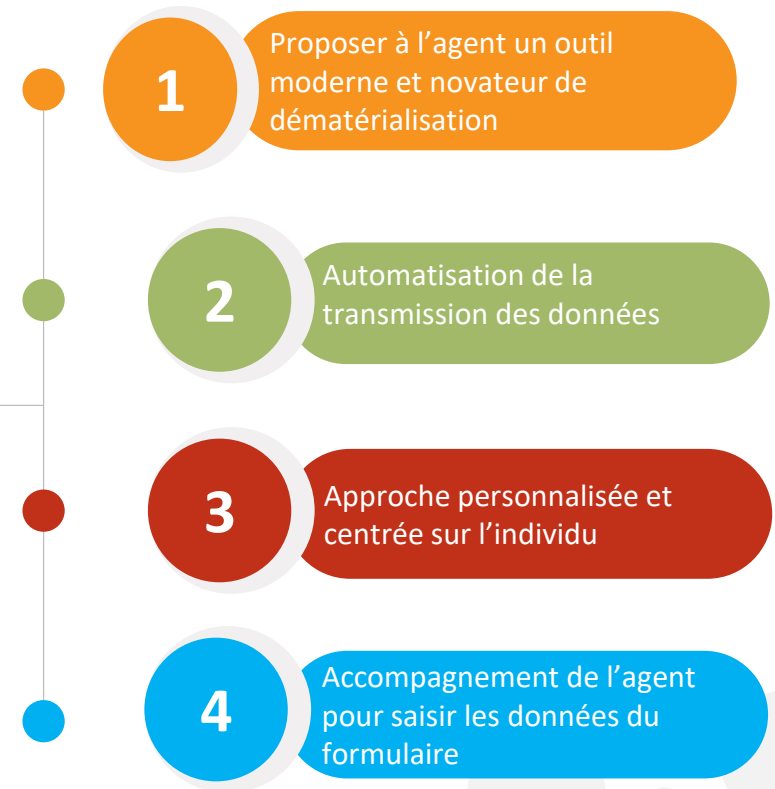 1
Proposer à l’agent un outil
moderne et novateur de
dématérialisation
2
Automatisation de la
transmission des données
3
Approche personnalisée et
centrée sur l’individu
4
Accompagnement de l’agent
pour saisir les données du
formulaire